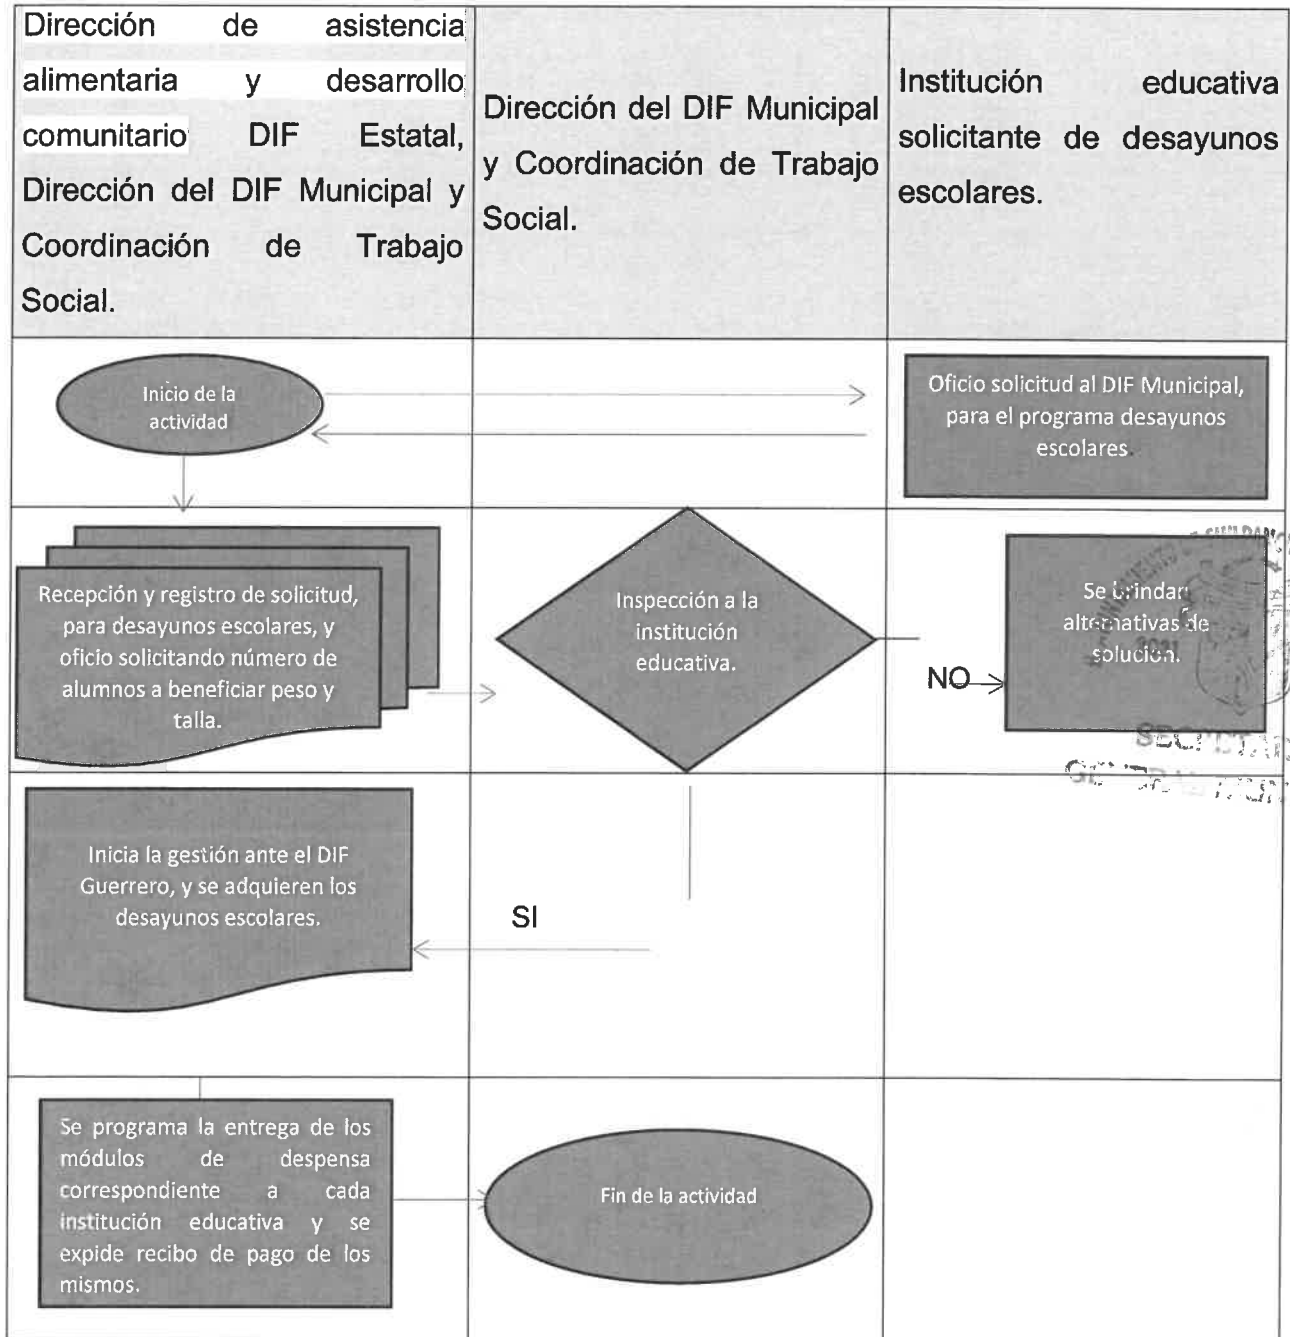 Dirección de asistencia
alimentaria y desarrollo
comunitario DIF Estatal,
Dirección del DIF Municipal y
Coordinación de Trabajo
Social.
Dirección del DIF Municipal
y Coordinación de Trabajo
Social.
Institución educativa
solicitante de desayunos
escolares.
Inicio de la
actividad
Oficio solicitud al DIF Municipal,
para el programa desayunos
escolares.
Recepción y registro de solicitud,
para desayunos escolares, y
oficio solicitando número de
alumnos a beneficiar peso y
talla.
Inspección a la
institución
educativa.
NO
Se brindan
alternativas de
solución.
2021
Inicia la gestión ante el DIF
Guerrero, y se adquieren los
desayunos escolares.
SI
Se programa la entrega de los
módulos de despensa
correspondiente a cada
institución educativa y se
expide recibo de pago de los
mismos.
Fin de la actividad